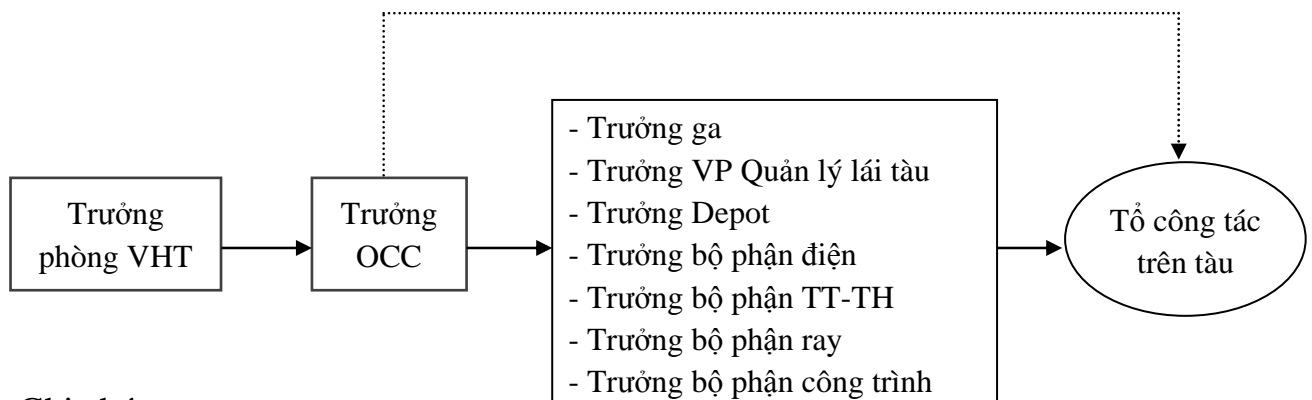 - Trưởng ga
- Trưởng VP Quản lý lái tàu
- Trưởng Depot
- Trưởng bộ phận điện
- Trưởng bộ phận TT-TH
- Trưởng bộ phận ray
- Trưởng bộ phận công trình
Trưởng
phòng VHT
Trưởng
OCC
Tổ công tác
trên tàu